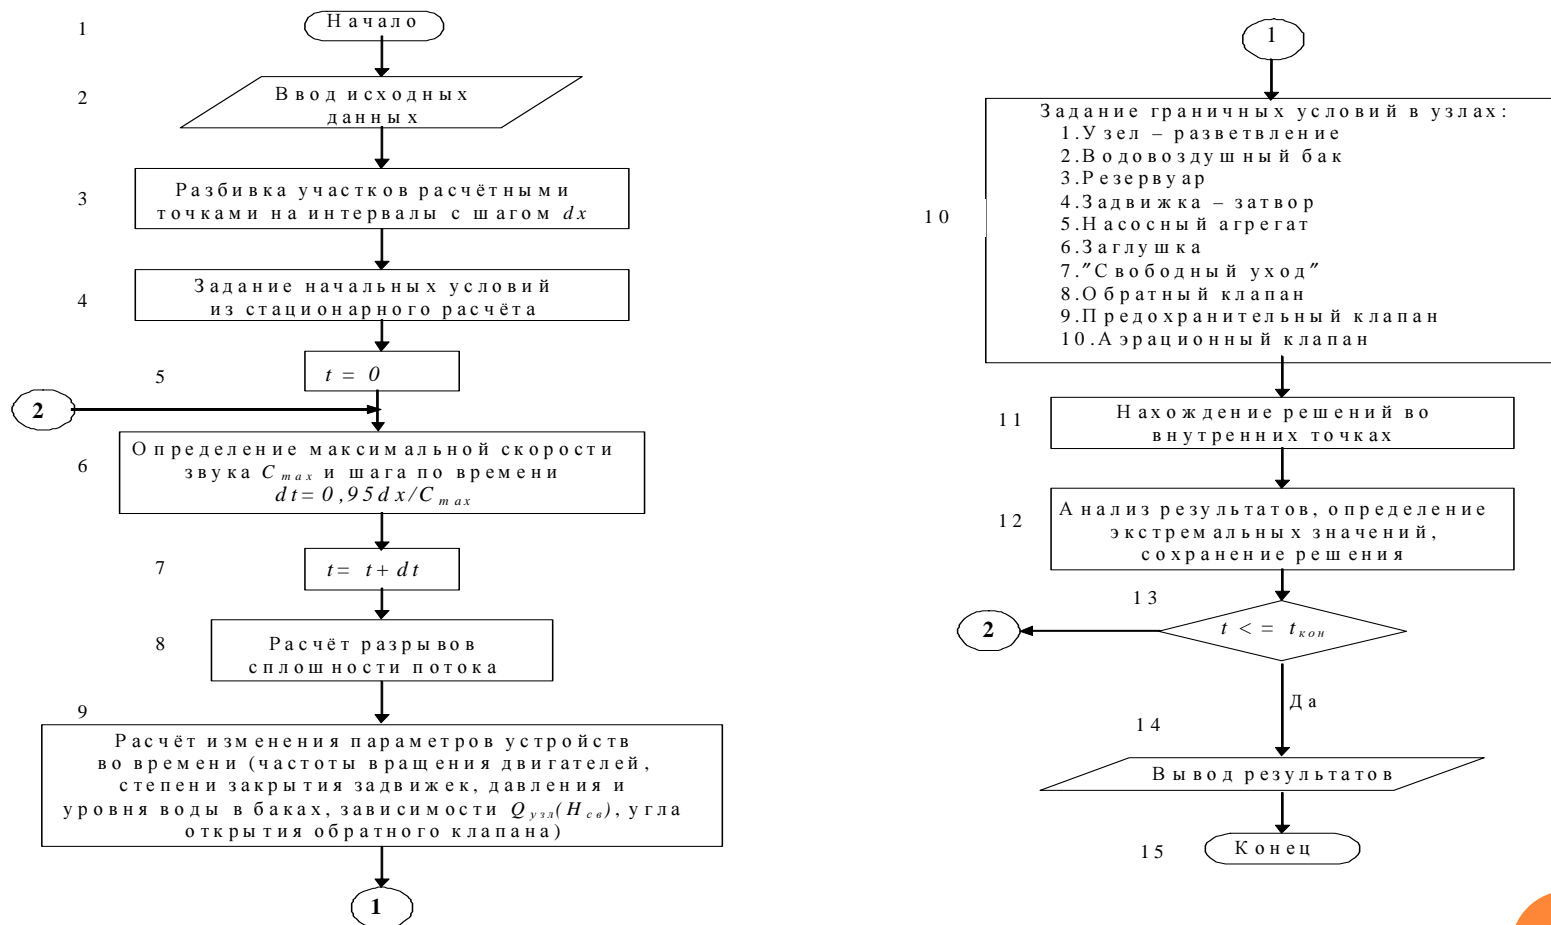 1
Начало
2
Ввод исходных
данных
3
Разбивка участков расчётными
точками на интервалы с шагом dx
4
Задание начальных условий
из стационарного расчёта
5
t = 0
2
6
Определение максимальной скорости
звука Cmax и шага по времени
dt=0,95dx/Cmax
7
t= t+dt
8
Расчёт разрывов
сплошности потока
9
Расчёт изменения параметров устройств
во времени (частоты вращения двигателей,
степени закрытия задвижек, давления и
уровня воды в баках, зависимости Qузл(Hсв), угла
открытия обратного клапана)
1
1
10
Задание граничных условий в узлах:
1.Узел – разветвление
2.Водовоздушный бак
3.Резервуар
4.Задвижка – затвор
5.Насосный агрегат
6.Заглушка
7."Свободный уход"
8.Обратный клапан
9.Предохранительный клапан
10.Аэрационный клапан
11
Нахождение решений во
внутренних точках
12
Анализ результатов, определение
экстремальных значений,
сохранение решения
13
2
t <= tкон
Да
14
Вывод результатов
15
Конец